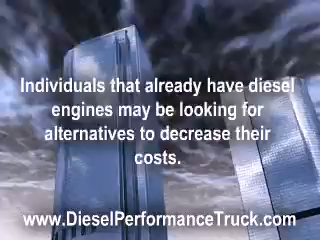 Individuals that already have diesel
engines may be looking for
alternatives to decrease their
costs.
www.DieselPerformanceTruck.com